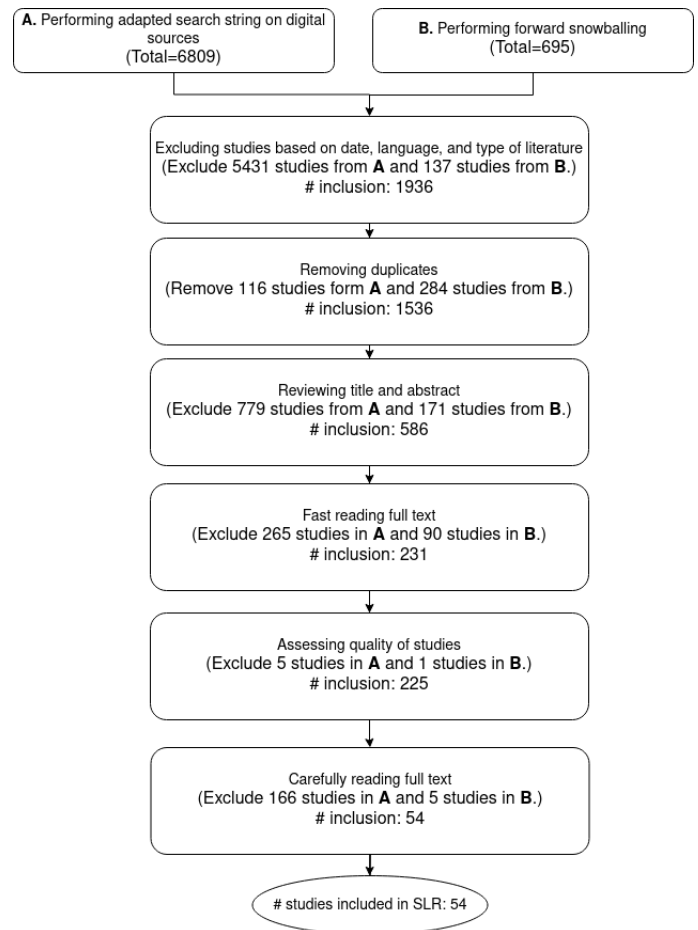 A. Performing adapted search string on digital
sources
(Total=6809)
B. Performing forward snowballing
(Total=695)
Excluding studies based on date, language, and type of literature
(Exclude 5431 studies from A and 137 studies from B.)
# inclusion: 1936
Removing duplicates
(Remove 116 studies form A and 284 studies from B.)
# inclusion: 1536
Reviewing title and abstract
(Exclude 779 studies from A and 171 studies from B.)
# inclusion: 586
Fast reading full text
(Exclude 265 studies in A and 90 studies in B.)
# inclusion: 231
Assessing quality of studies
(Exclude 5 studies in A and 1 studies in B.)
# inclusion: 225
Carefully reading full text
(Exclude 166 studies in A and 5 studies in B.)
# inclusion: 54
# studies included in SLR: 54